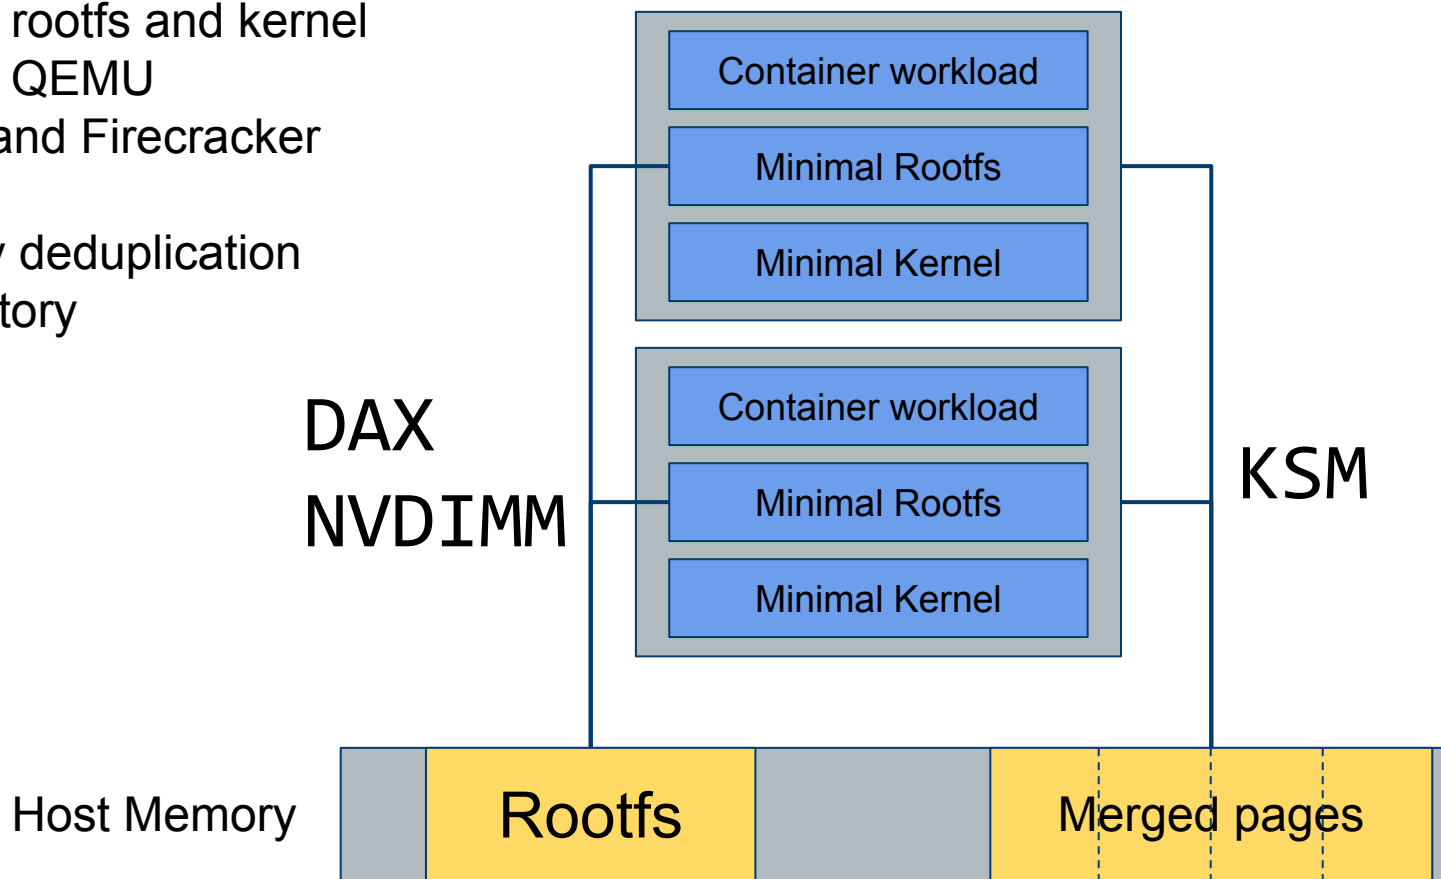 rootfs and kernel
QEMU
and Firecracker
deduplication
Container workload
Minimal Rootfs
Minimal Kernel
Container workload
Minimal Rootfs
Minimal Kernel
DAX
NVDIMM
KSM
Host Memory
Rootfs
Merged pages